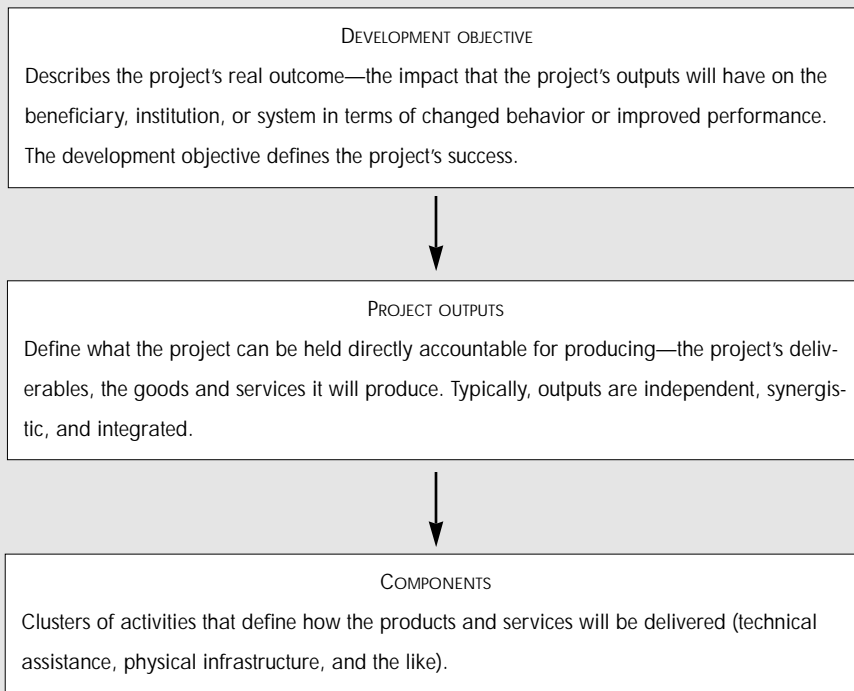 DEVELOPMENT OBJECTIVE
Describes the project's real outcome—the impact that the project's outputs will have on the
beneficiary, institution, or system in terms of changed behavior or improved performance.
The development objective defines the project's success.
PROJECT OUTPUTS
Define what the project can be held directly accountable for producing—the project's deliv-
erables, the goods and services it will produce. Typically, outputs are independent, synergis-
tic, and integrated.
COMPONENTS
Clusters of activities that define how the products and services will be delivered (technical
assistance, physical infrastructure, and the like).